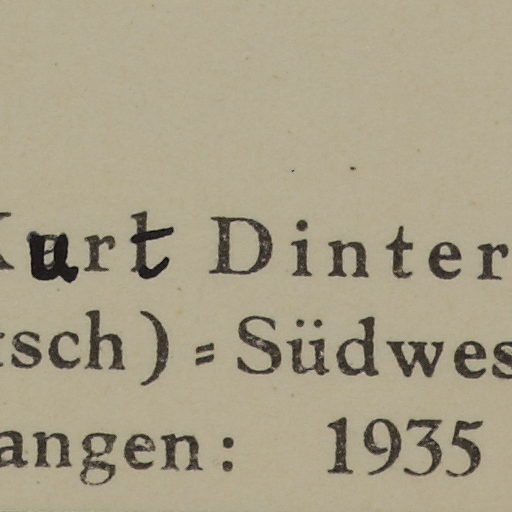 Kurt Dinter
tsch)=Südwes
angen: 1935